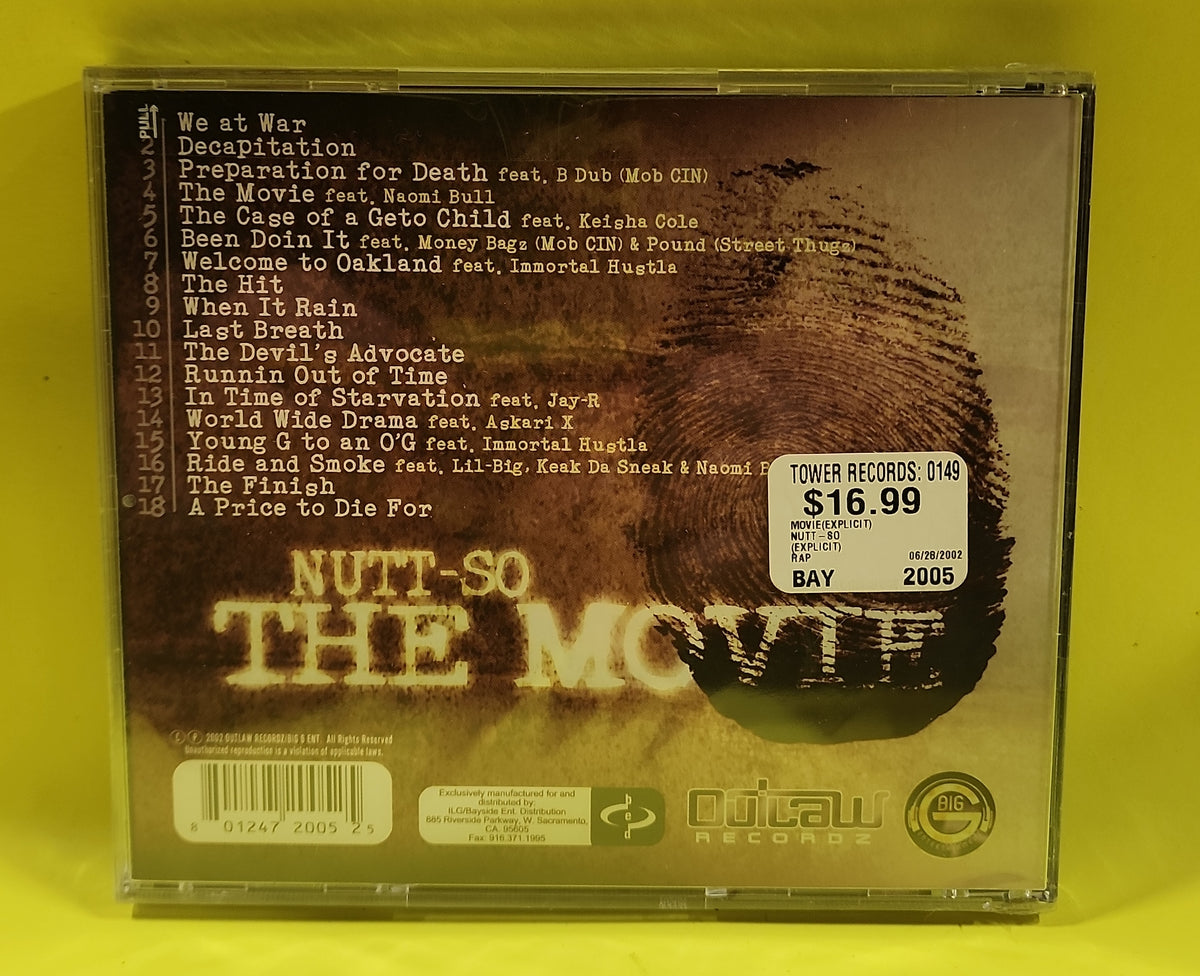 PULL
We at War
2 Decapitation
3 Preparation for Death feat. B Dub (Mob CIN)
4 The Movie feat. Naomi Bull
5 The Case of a Geto Child feat. Keisha Cole
6 Been Doin It feat. Money Bagz (Mob CIN) & Pound (Street Thugz)
7 Welcome to Oakland feat. Immortal Hustla
8 The Hit
9 When It Rain
10 Last Breath
11 The Devil's Advocate
12 Runnin Out of Time
13 In Time of Starvation feat. Jay-R
14 World Wide Drama feat. Askari X
15 Young G to an O'G feat. Immortal Hustla
16 Ride and Smoke feat. Lil-Big, Keak Da Sneak & Naomi B
17 The Finish
18 A Price to Die For
TOWER RECORDS: 0149
$16.99
MOVIE(EXPLICIT)
NUTT-SO
(EXPLICIT)
RAP 06/28/2002
BAY 2005
NUTT-SO
THE MOVIE
© ℗ 2002 OUTLAW RECORDZ/BIG G ENT. All Rights Reserved
Unauthorized reproduction is a violation of applicable laws.
8 01247 2005 2 5
Exclusively manufactured for and
distributed by:
ILG/Bayside Ent. Distribution
885 Riverside Parkway, W. Sacramento,
CA. 95605
Fax: 916.371.1995
Outlaw
RECORDZ
BIG G